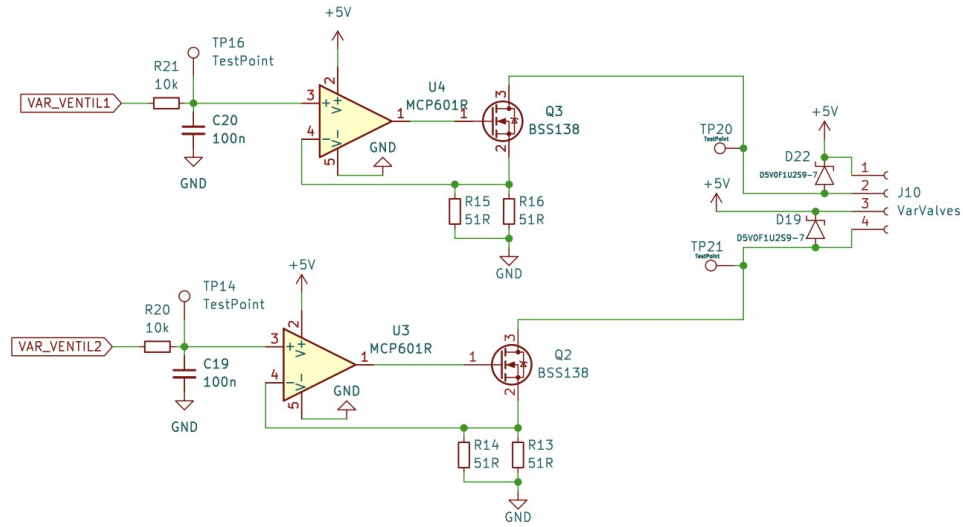 +5V
TP16
TestPoint
R21
10k
VAR_VENTIL1
C20
100n
GND
3
+
2
V+
4
-
V-
5
1
U4
MCP601R
GND
1
3
2
Q3
BSS138
R15
51R
R16
51R
GND
TP20
TestPoint
+5V
D22
D5V0F1U2S9-7
+5V
D19
D5V0F1U2S9-7
TP21
TestPoint
1
2
3
4
J10
VarValves
+5V
TP14
TestPoint
R20
10k
VAR_VENTIL2
C19
100n
GND
3
+
2
V+
4
-
V-
5
1
U3
MCP601R
GND
1
3
2
Q2
BSS138
R14
51R
R13
51R
GND